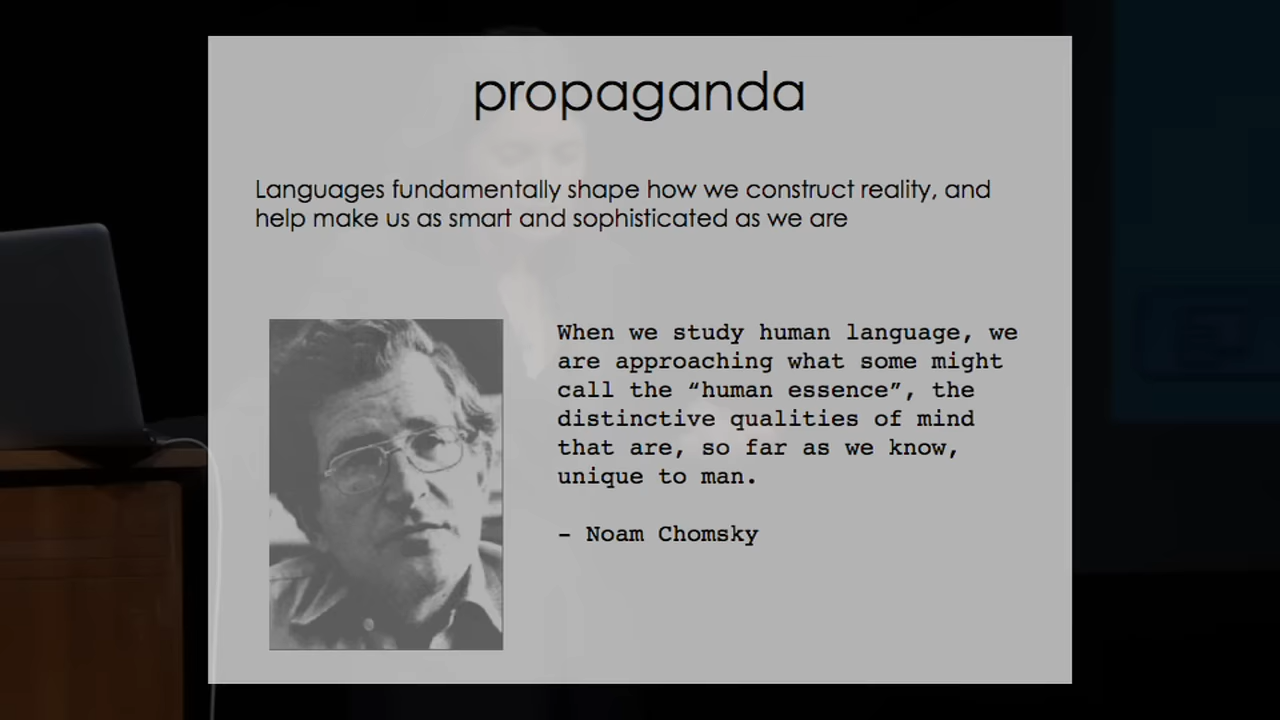 propaganda
Languages fundamentally shape how we construct reality, and
help make us as smart and sophisticated as we are
When we study human language, we
are approaching what some might
call the “human essence”, the
distinctive qualities of mind
that are, so far as we know,
unique to man.
– Noam Chomsky